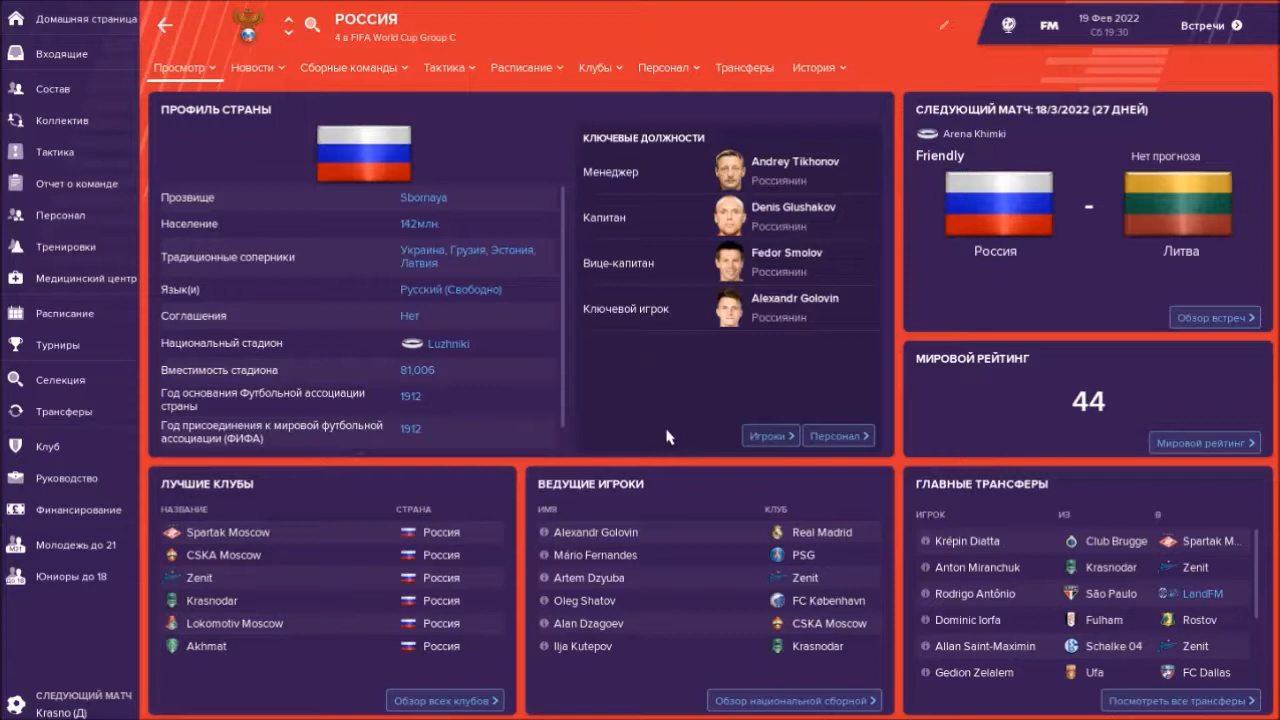 Домашняя страница
Входящие
Состав
Коллектив
Тактика
Отчет о команде
Персонал
Тренировки
Медицинский центр
Расписание
Турниры
Селекция
Трансферы
Клуб
Руководство
Финансирование
M21
Молодежь до 21
До 18
Юниоры до 18
СЛЕДУЮЩИЙ МАТЧ
Krasno (Д)
РОССИЯ
4 в FIFA World Cup Group C
FM
19 Фев 2022
Сб 19:30
Встречи
Просмотр Новости Сборные команды Тактика Расписание Клубы Персонал Трансферы История
ПРОФИЛЬ СТРАНЫ
Прозвище Sbornaya
Население 142млн.
Традиционные соперники Украина, Грузия, Эстония,
Латвия
Язык(и) Русский (Свободно)
Соглашения Нет
Национальный стадион Luzhniki
Вместимость стадиона 81,006
Год основания Футбольной ассоциации 1912
страны
Год присоединения к мировой футбольной 1912
ассоциации (ФИФА)
КЛЮЧЕВЫЕ ДОЛЖНОСТИ
Менеджер Andrey Tikhonov
Россиянин
Капитан Denis Glushakov
Россиянин
Вице-капитан Fedor Smolov
Россиянин
Ключевой игрок Alexandr Golovin
Россиянин
Игроки Персонал
СЛЕДУЮЩИЙ МАТЧ: 18/3/2022 (27 ДНЕЙ)
Arena Khimki
Friendly Нет прогноза
-
Россия Литва
Обзор встреч
МИРОВОЙ РЕЙТИНГ
44
Мировой рейтинг
ЛУЧШИЕ КЛУБЫ
НАЗВАНИЕ СТРАНА
Spartak Moscow Россия
CSKA Moscow Россия
Zenit Россия
Krasnodar Россия
Lokomotiv Moscow Россия
Akhmat Россия
Обзор всех клубов
ВЕДУЩИЕ ИГРОКИ
ИМЯ КЛУБ
Alexandr Golovin Real Madrid
Mário Fernandes PSG
Artem Dzyuba Zenit
Oleg Shatov FC København
Alan Dzagoev CSKA Moscow
Ilja Kutepov Krasnodar
Обзор национальной сборной
ГЛАВНЫЕ ТРАНСФЕРЫ
ИГРОК ИЗ В
Krépin Diatta Club Brugge Spartak M...
Anton Miranchuk Krasnodar Zenit
Rodrigo Antônio São Paulo LandFM
Dominic Iorfa Fulham Rostov
Allan Saint-Maximin Schalke 04 Zenit
Gedion Zelalem Ufa FC Dallas
Посмотреть все трансферы